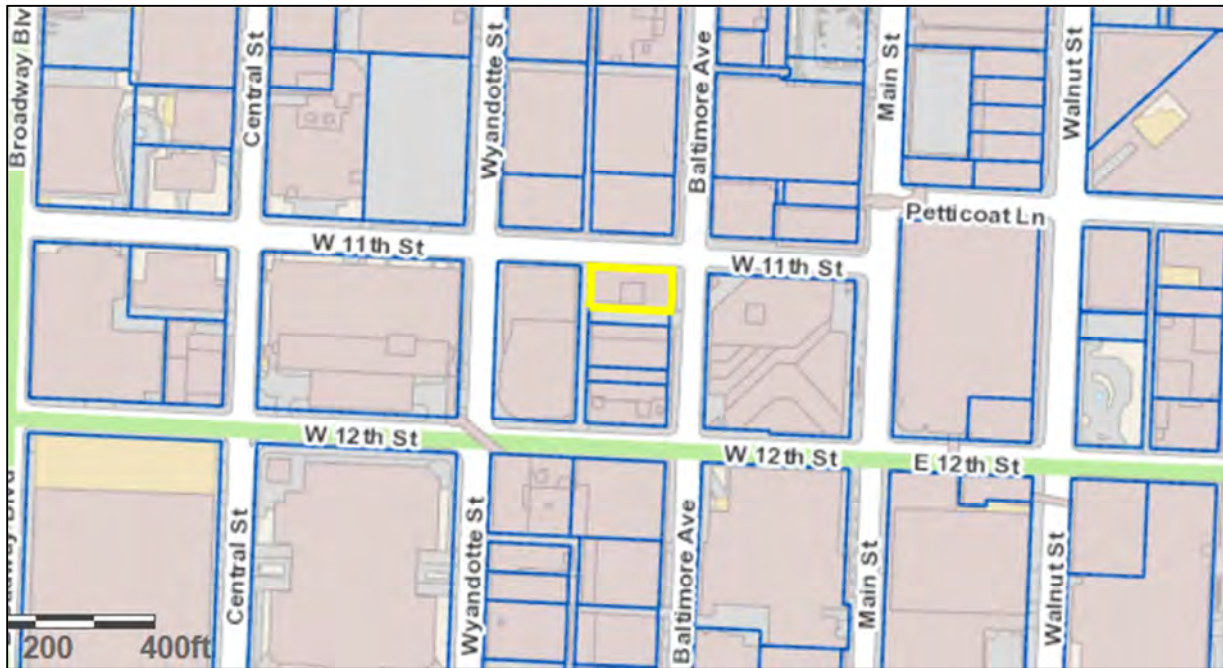 Broadway Blv
Central St
Wyandotte St
Baltimore Ave
Main St
Walnut St
Petticoat Ln
W 11th St
W 11th St
W 12th St
W 12th St
E 12th St
Central St
Wyandotte St
Baltimore Ave
Main St
Walnut St
200
400ft